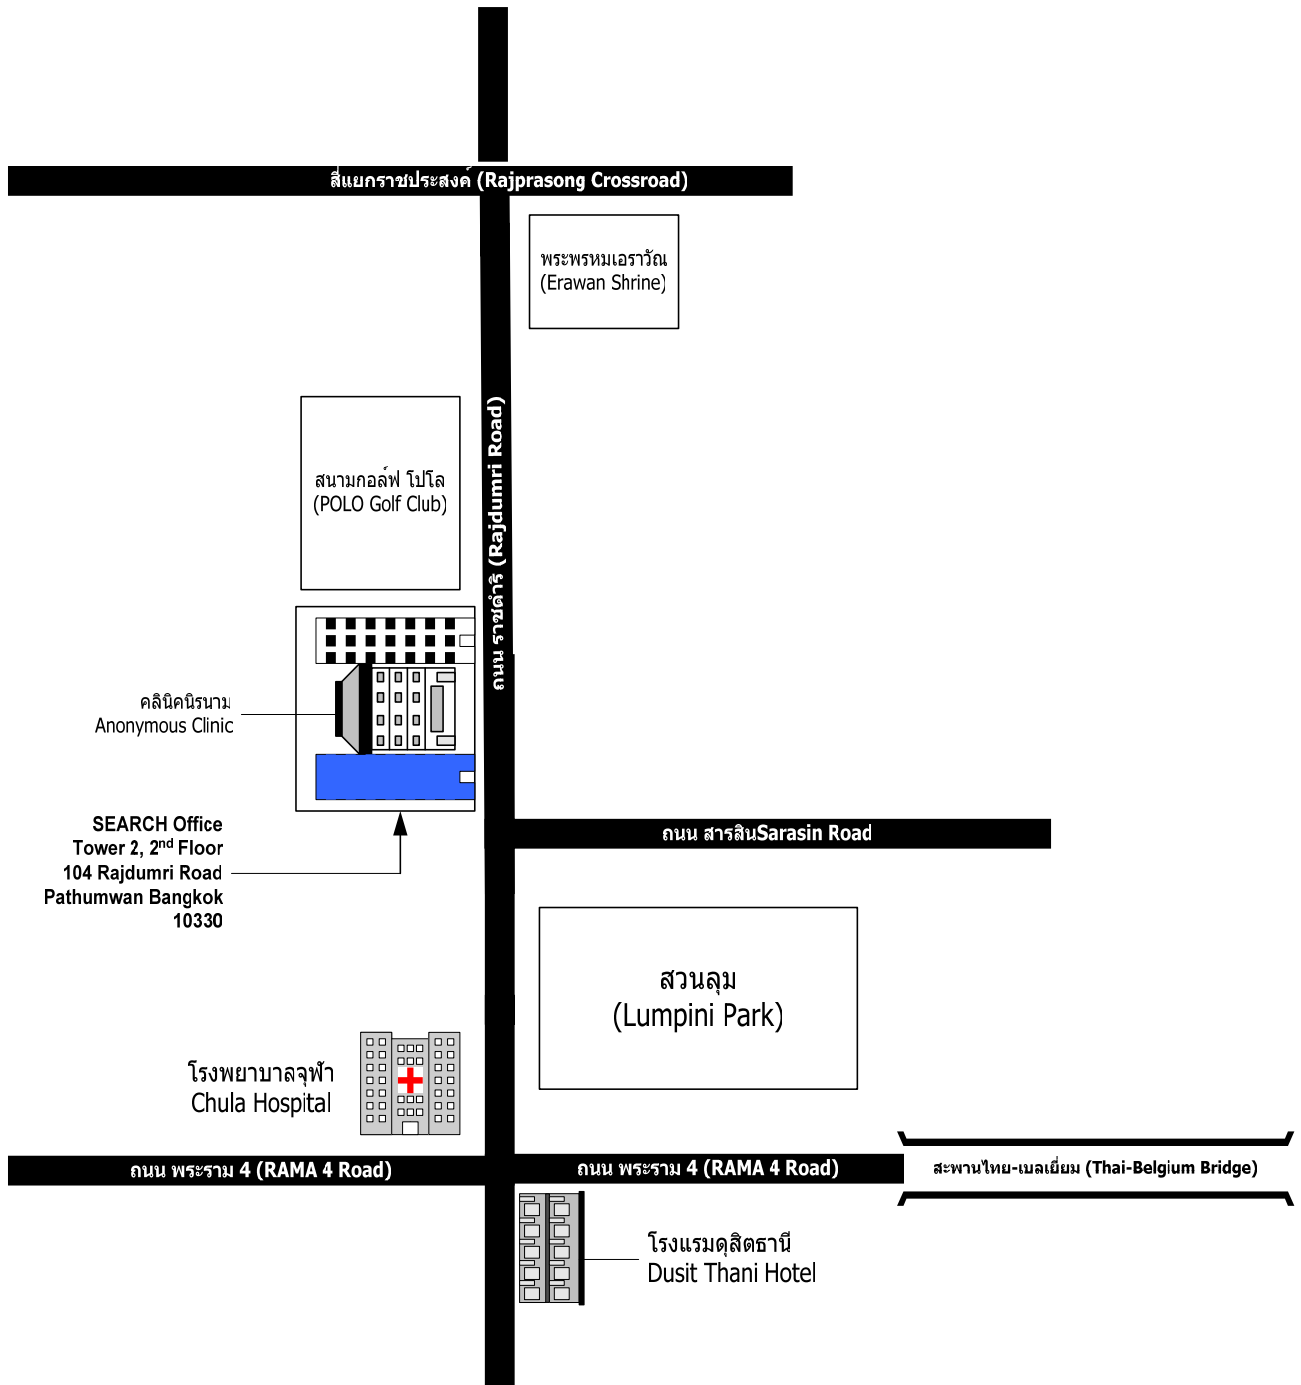 สี่แยกราชประสงค์ (Rajprasong Crossroad)
พระพรหมเอราวัณ
(Erawan Shrine)
ถนน ราชดำริ (Rajdumri Road)
สนามกอล์ฟ โปโล
(POLO Golf Club)
คลินิคนิรนาม
Anonymous Clinic
SEARCH Office
Tower 2, 2nd Floor
104 Rajdumri Road
Pathumwan Bangkok
10330
ถนน สารสินSarasin Road
สวนลุม
(Lumpini Park)
โรงพยาบาลจุฬา
Chula Hospital
ถนน พระราม 4 (RAMA 4 Road)
ถนน พระราม 4 (RAMA 4 Road)
สะพานไทย-เบลเยี่ยม (Thai-Belgium Bridge)
โรงแรมดุสิตธานี
Dusit Thani Hotel